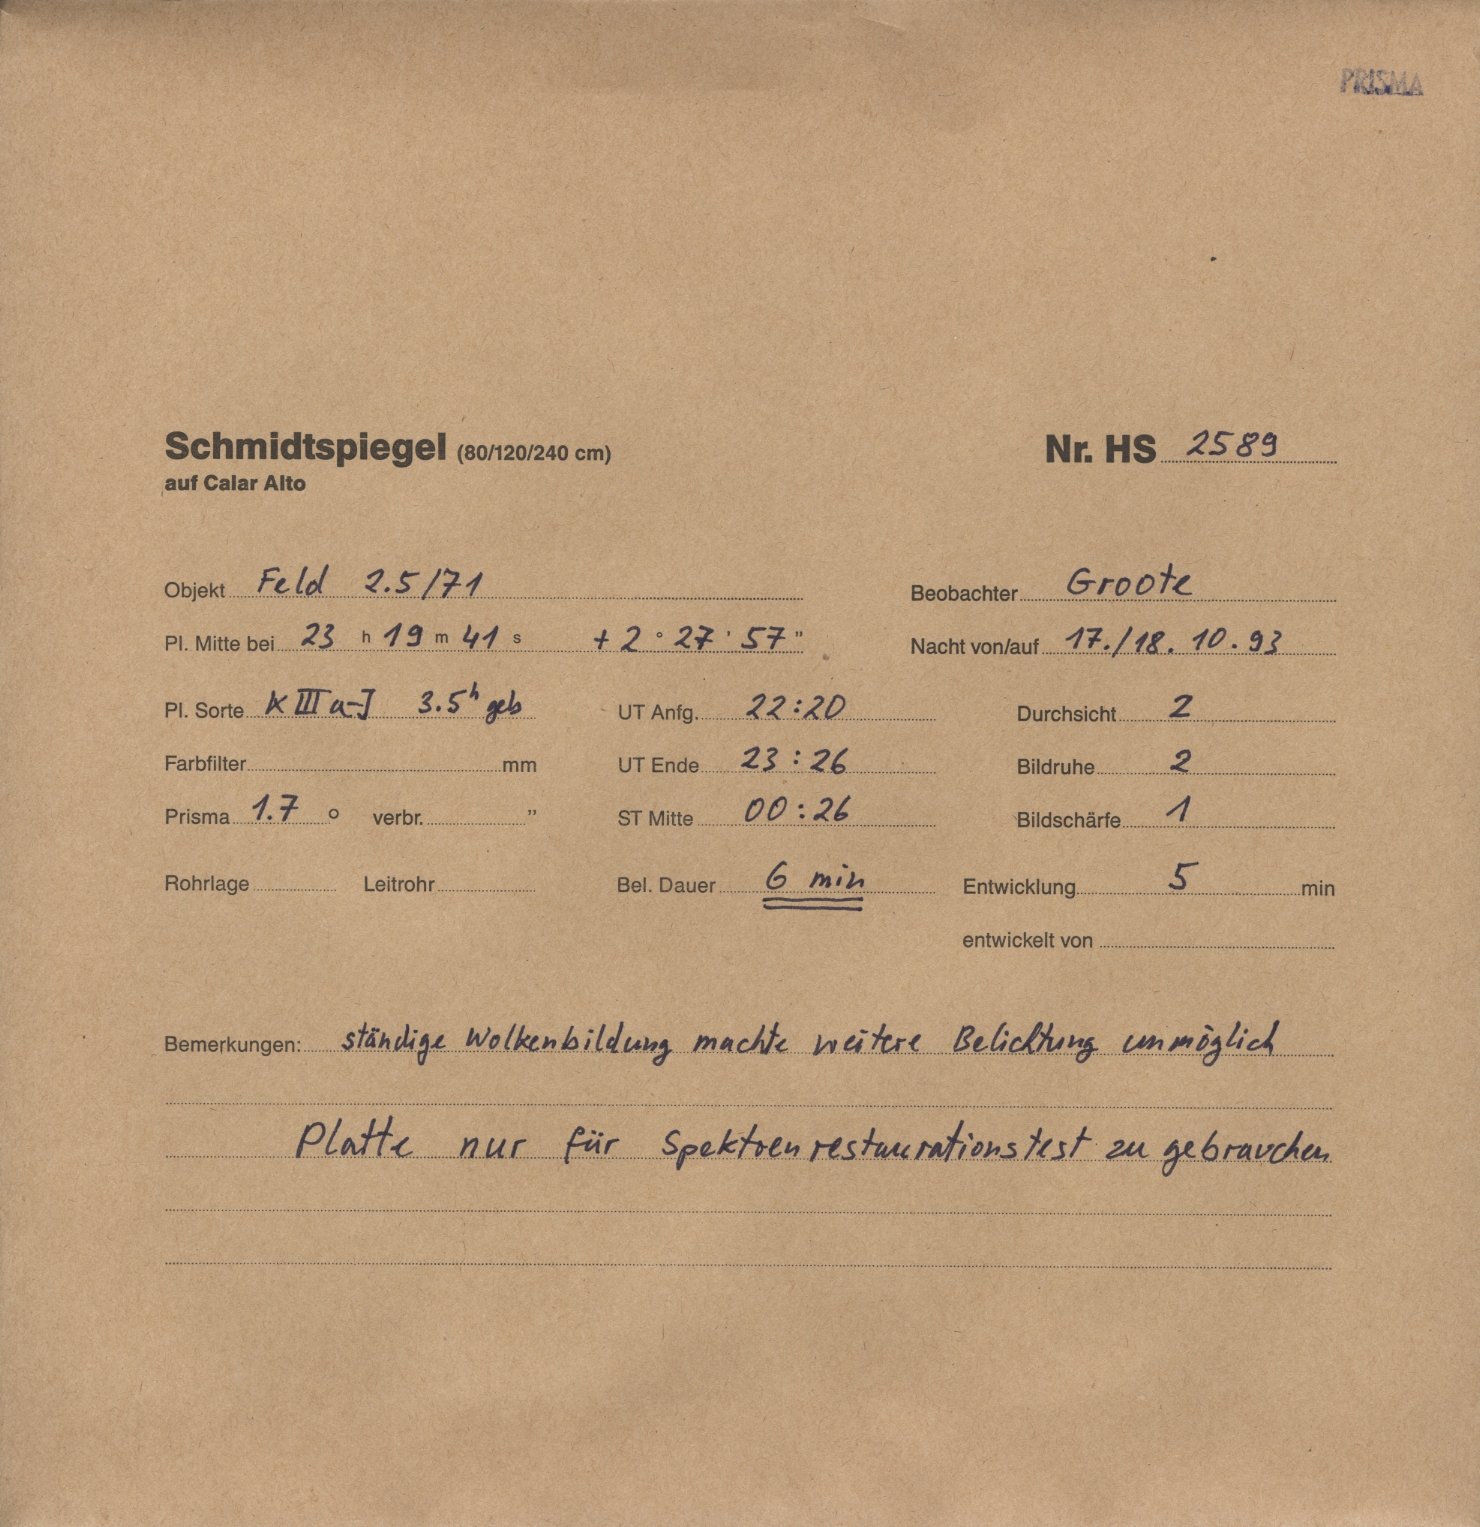 PRISMA
Schmidtspiegel (80/120/240 cm) Nr. HS 2589
auf Calar Alto
Objekt Feld 2.5/71 Beobachter Groote
Pl. Mitte bei 23 h 19 m 41 s + 2 ° 27 ' 57 " Nacht von/auf 17./18. 10. 93
Pl. Sorte K III a-J 3.5h geb UT Anfg. 22:20 Durchsicht 2
Farbfilter mm UT Ende 23:26 Bildruhe 2
Prisma 1.7 ° verbr. " ST Mitte 00:26 Bildschärfe 1
Rohrlage Leitrohr Bel. Dauer 6 min Entwicklung 5 min
entwickelt von
Bemerkungen: ständige Wolkenbildung machte weitere Belichtung unmöglich
Platte nur für Spektrenrestaurationstest zu gebrauchen